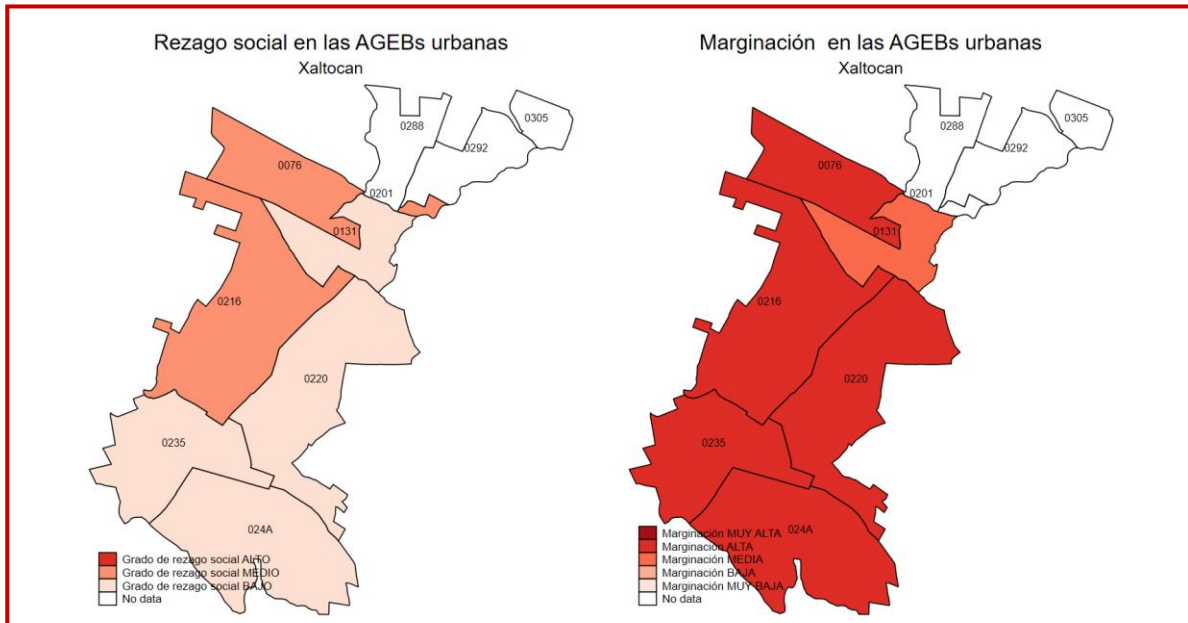 Rezago social en las AGEBs urbanas
Xaltocan
0288
0305
0292
0076
0201
0131
0216
0220
0235
024A
Grado de rezago social ALTO
Grado de rezago social MEDIO
Grado de rezago social BAJO
No data
Marginación en las AGEBs urbanas
Xaltocan
0288
0305
0292
0076
0201
0131
0216
0220
0235
024A
Marginación MUY ALTA
Marginación ALTA
Marginación MEDIA
Marginación BAJA
Marginación MUY BAJA
No data